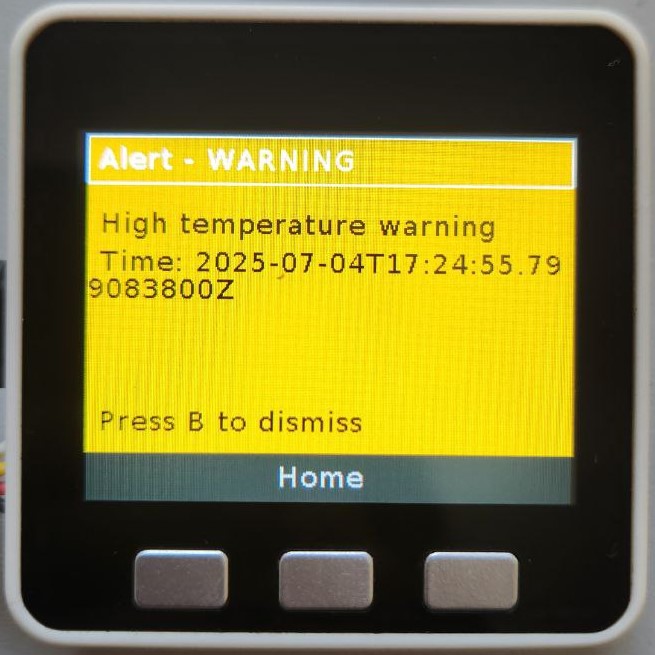 Alert - WARNING
High temperature warning
Time: 2025-07-04T17:24:55.79
9083800Z
Press B to dismiss
Home